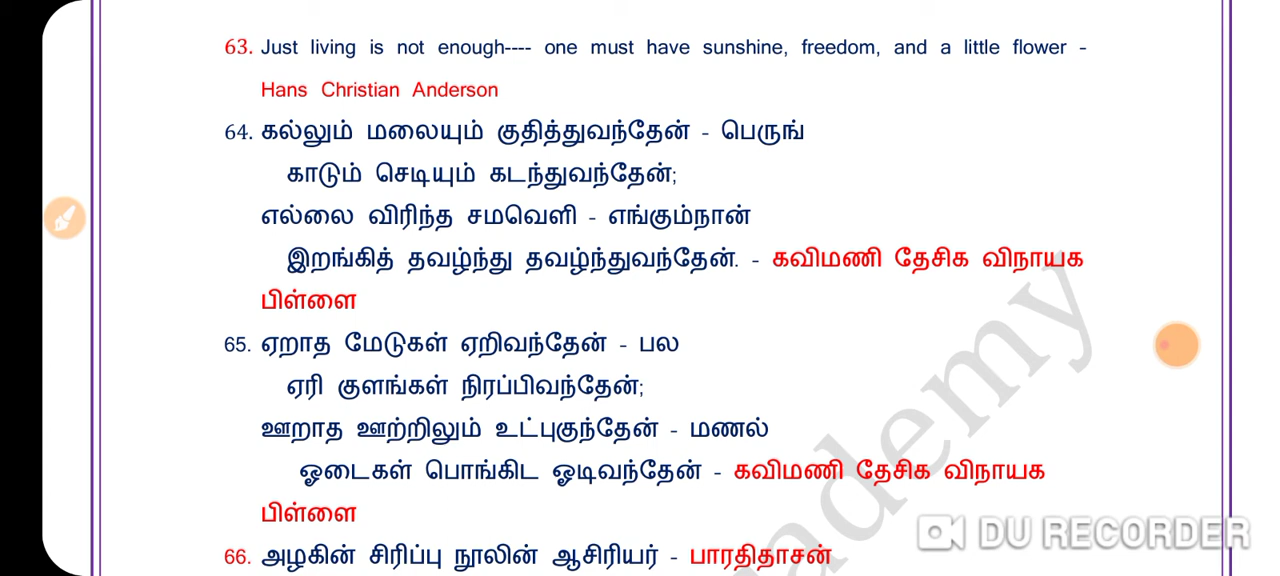 63. Just living is not enough---- one must have sunshine, freedom, and a little flower -
Hans Christian Anderson
64. கல்லும் மலையும் குதித்துவந்தேன் - பெருங்
காடும் செடியும் கடந்துவந்தேன்;
எல்லை விரிந்த சமவெளி - எங்கும்நான்
இறங்கித் தவழ்ந்து தவழ்ந்துவந்தேன். - கவிமணி தேசிக விநாயக
பிள்ளை
65. ஏறாத மேடுகள் ஏறிவந்தேன் - பல
ஏரி குளங்கள் நிரப்பிவந்தேன்;
ஊறாத ஊற்றிலும் உட்புகுந்தேன் - மணல்
ஓடைகள் பொங்கிட ஓடிவந்தேன் - கவிமணி தேசிக விநாயக
பிள்ளை
66. அழகின் சிரிப்பு நூலின் ஆசிரியர் - பாரதிதாசன்
ademy
DU RECORDER